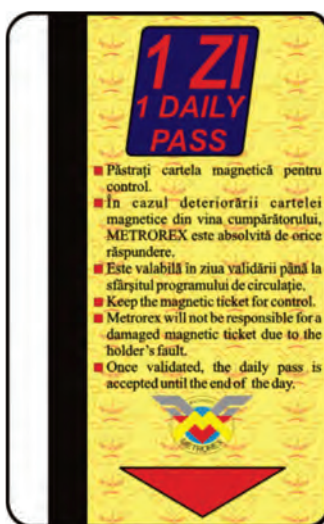 1 ZI
1 DAILY
PASS
Păstrați cartela magnetică pentru
control.
În cazul deteriorării cartelei
magnetice din vina cumpărătorului,
METROREX este absolvită de orice
răspundere.
Este valabilă în ziua validării până la
sfârșitul programului de circulație.
Keep the magnetic ticket for control.
Metrorex will not be responsible for a
damaged magnetic ticket due to the
holder's fault.
Once validated, the daily pass is
accepted until the end of the day.
METROREX